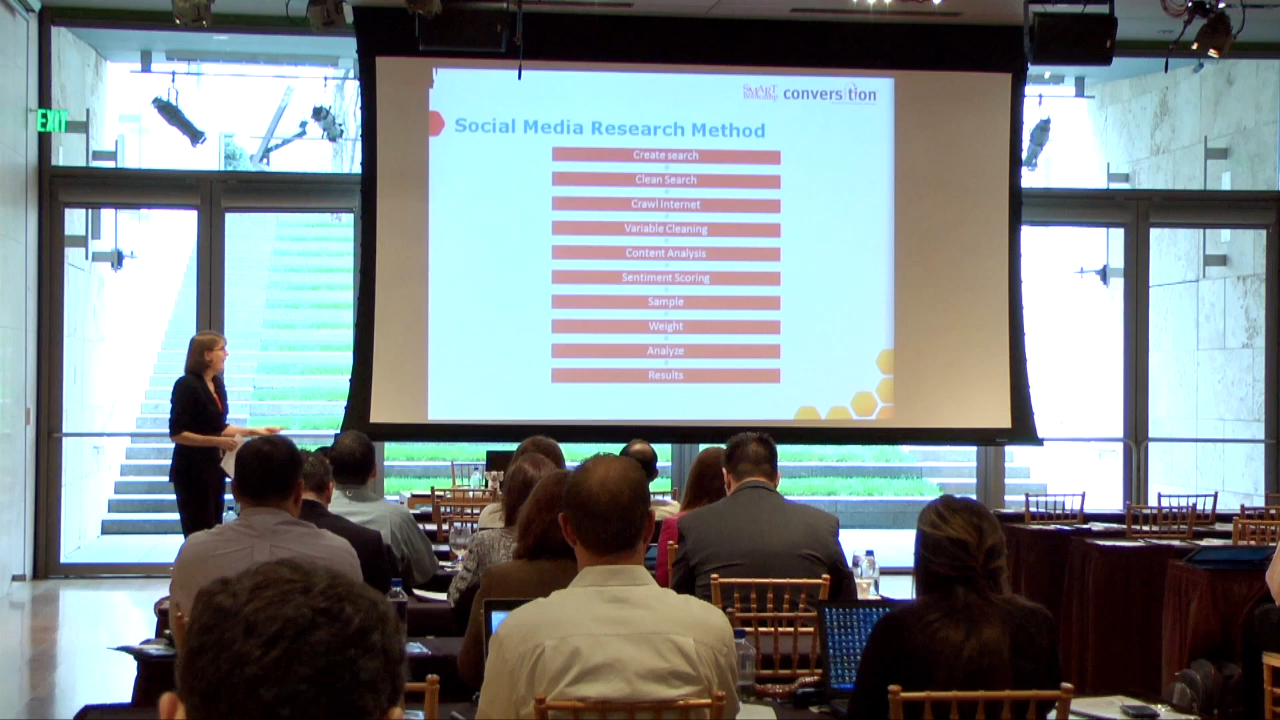 EXIT
conversition
Social Media Research Method
Create search
Clean Search
Crawl Internet
Variable Cleaning
Content Analysis
Sentiment Scoring
Sample
Weight
Analyze
Results